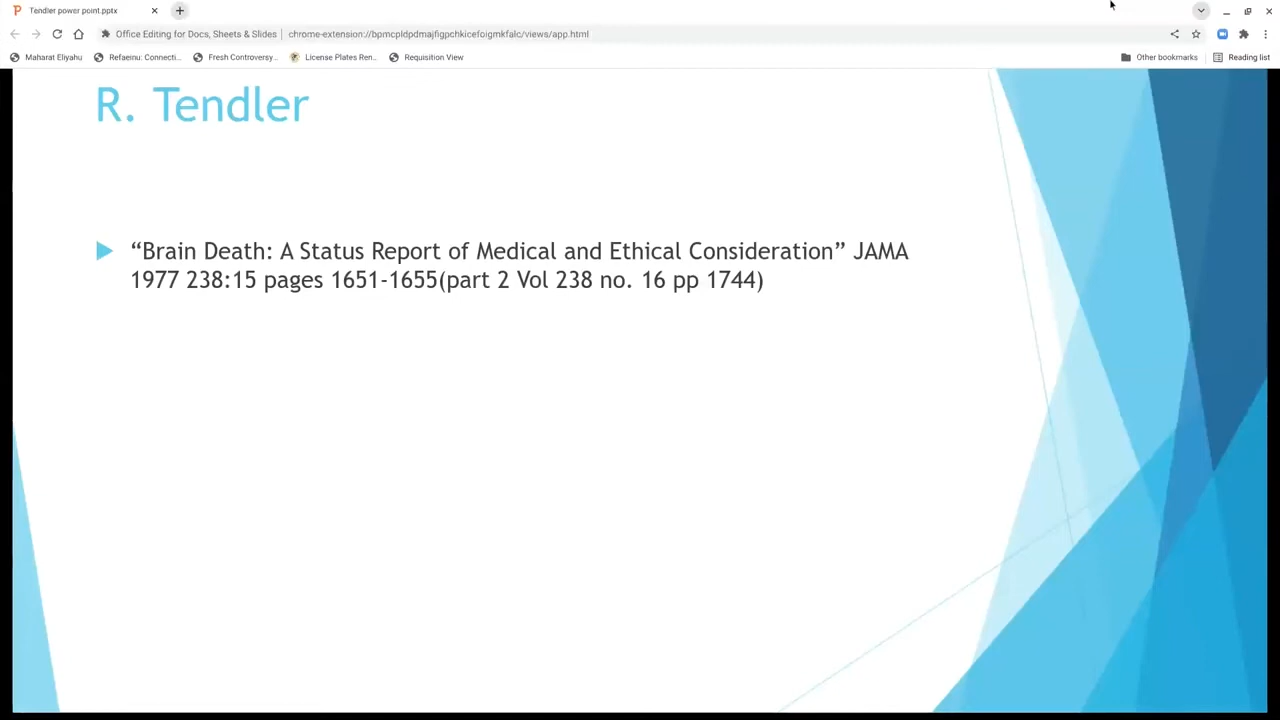 Tendler power point.pptx
Office Editing for Docs, Sheets & Slides | chrome-extension://bpmcpldpdmajfigpchkicefoigmkfalc/views/app.html
Maharat Eliyahu Refaenu: Connecti... Fresh Controversy... License Plates Ren... Requisition View Other bookmarks Reading list
R. Tendler
“Brain Death: A Status Report of Medical and Ethical Consideration” JAMA
1977 238:15 pages 1651-1655(part 2 Vol 238 no. 16 pp 1744)